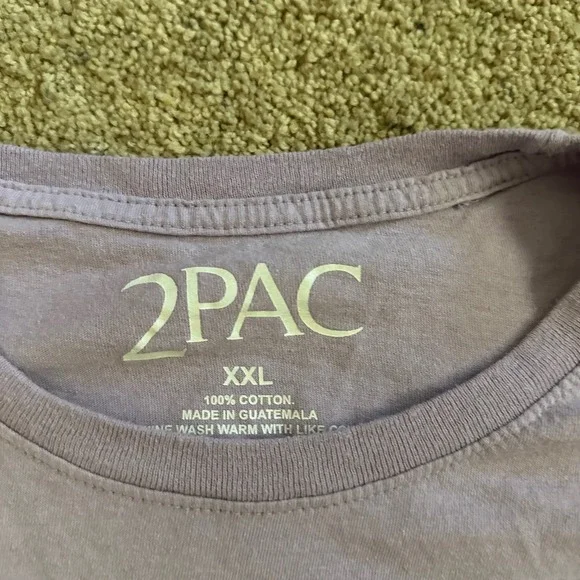 2PAC
XXL
100% COTTON.
MADE IN GUATEMALA
WASH WARM WITH LIKE